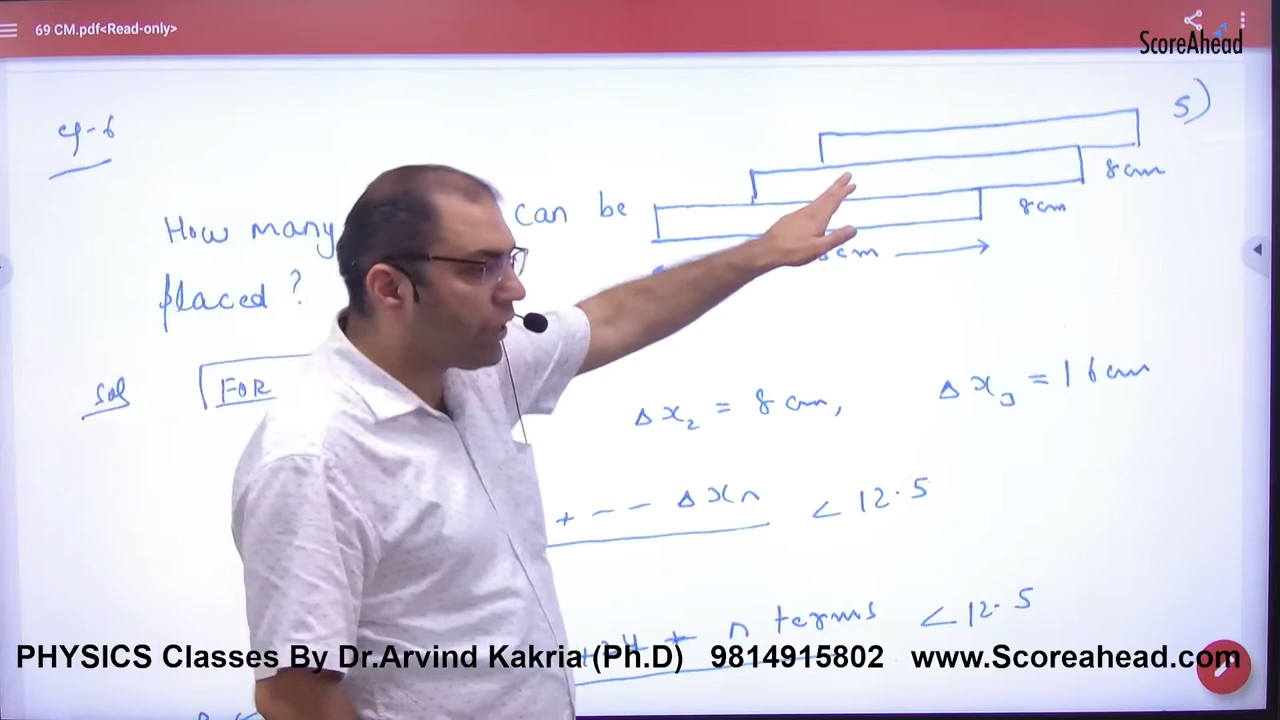 69 CM.pdf<Read-only>
ScoreAhead
5)
8cm
How many can be
8cm
placed ?
Sol FOR
Δx₂ = 8 cm, Δx₃ = 16 cm
+ -- Δxn < 12.5
n terms < 12.5
PHYSICS Classes By Dr.Arvind Kakria (Ph.D) 9814915802 www.Scoreahead.com